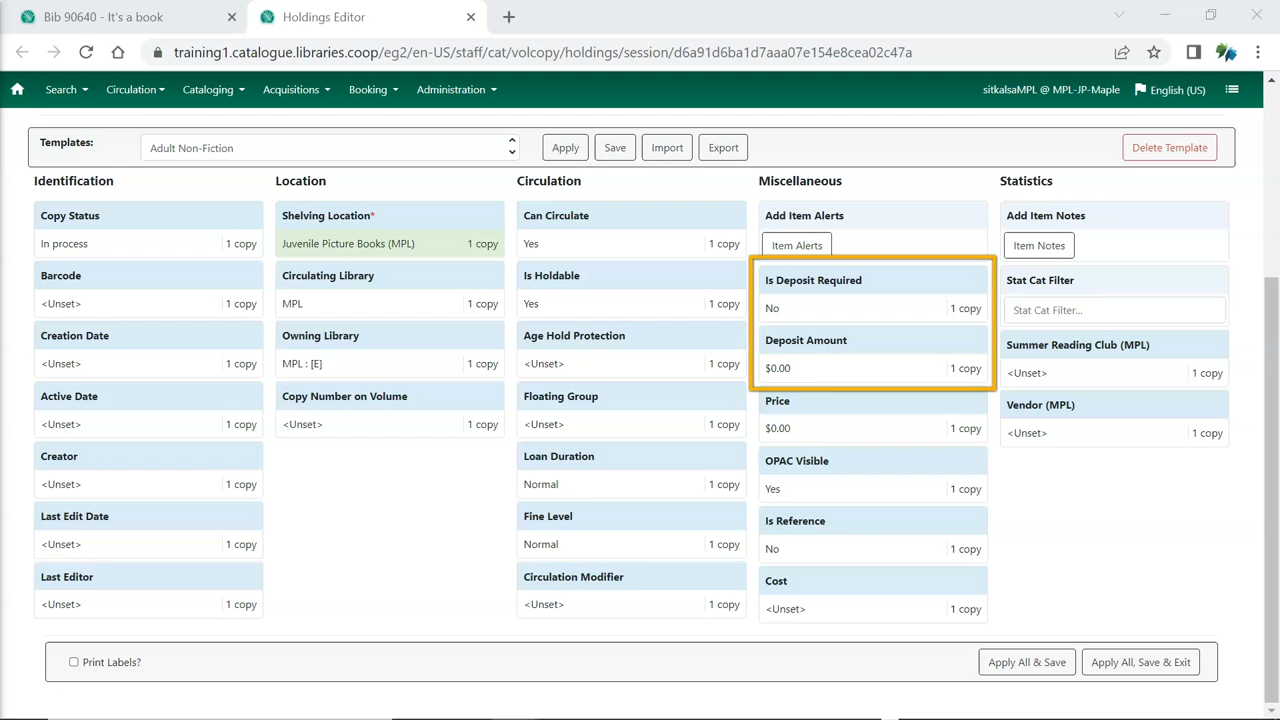 Bib 90640 - It's a book
Holdings Editor
training1.catalogue.libraries.coop/eg2/en-US/staff/cat/volcopy/holdings/session/d6a91d6ba1d7aaa07e154e8cea02c47a
Search Circulation Cataloging Acquisitions Booking Administration sitkalsaMPL @ MPL-JP-Maple English (US)
Templates: Adult Non-Fiction Apply Save Import Export Delete Template
Identification
Copy Status
In process 1 copy
Barcode
<Unset> 1 copy
Creation Date
<Unset> 1 copy
Active Date
<Unset> 1 copy
Creator
<Unset> 1 copy
Last Edit Date
<Unset> 1 copy
Last Editor
<Unset> 1 copy
Location
Shelving Location*
Juvenile Picture Books (MPL) 1 copy
Circulating Library
MPL 1 copy
Owning Library
MPL : [E] 1 copy
Copy Number on Volume
<Unset> 1 copy
Circulation
Can Circulate
Yes 1 copy
Is Holdable
Yes 1 copy
Age Hold Protection
<Unset> 1 copy
Floating Group
<Unset> 1 copy
Loan Duration
Normal 1 copy
Fine Level
Normal 1 copy
Circulation Modifier
<Unset> 1 copy
Miscellaneous
Add Item Alerts
Item Alerts
Is Deposit Required
No 1 copy
Deposit Amount
$0.00 1 copy
Price
$0.00 1 copy
OPAC Visible
Yes 1 copy
Is Reference
No 1 copy
Cost
<Unset> 1 copy
Statistics
Add Item Notes
Item Notes
Stat Cat Filter
Stat Cat Filter...
Summer Reading Club (MPL)
<Unset> 1 copy
Vendor (MPL)
<Unset> 1 copy
Print Labels? Apply All & Save Apply All, Save & Exit